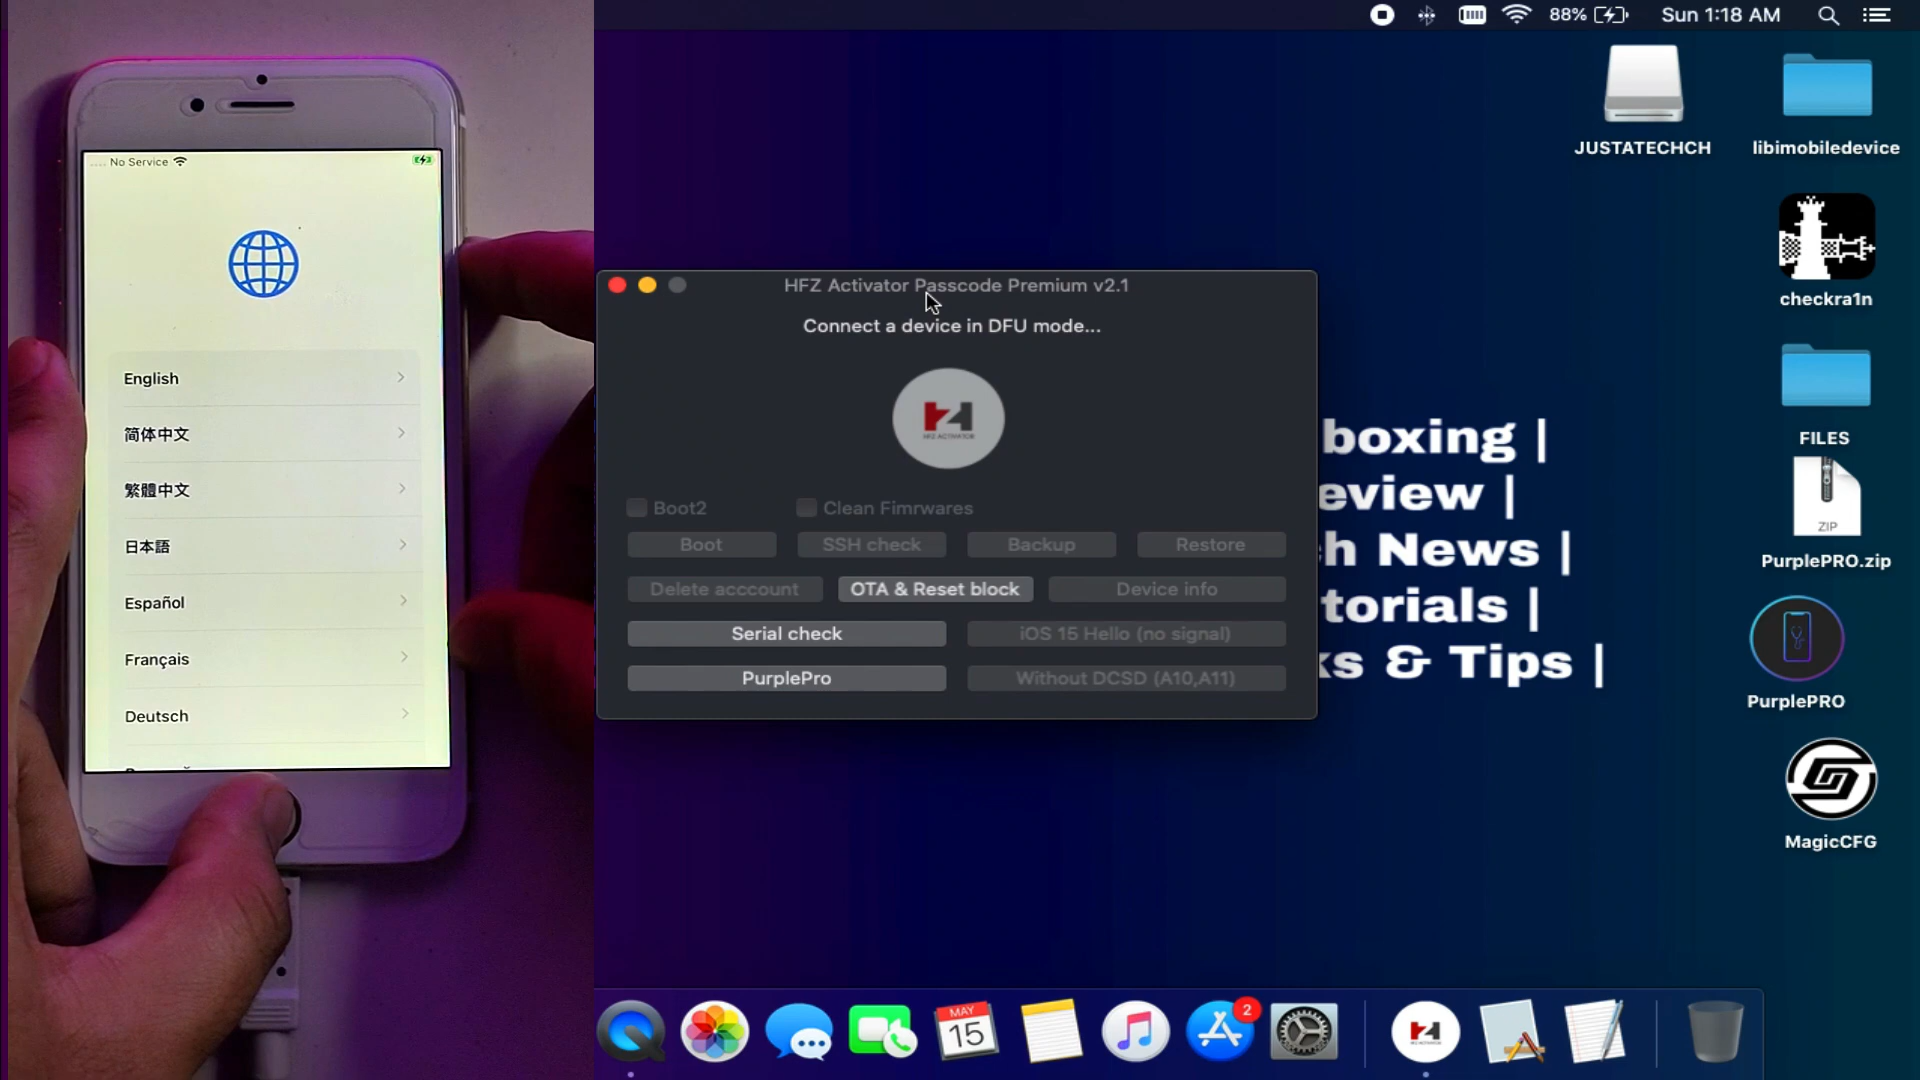 No Service
English
简体中文
繁體中文
日本語
Español
Français
Deutsch
88%
Sun 1:18 AM
JUSTATECHCH
libimobiledevice
checkra1n
FILES
ZIP
PurplePRO.zip
PurplePRO
MagicCFG
HFZ Activator Passcode Premium v2.1
Connect a device in DFU mode...
HFZ ACTIVATOR
Boot2
Clean Fimrwares
Boot
SSH check
Backup
Restore
Delete acccount
OTA & Reset block
Device info
Serial check
iOS 15 Hello (no signal)
PurplePro
Without DCSD (A10,A11)
boxing |
eview |
h News |
torials |
ks & Tips |
MAY
15
2